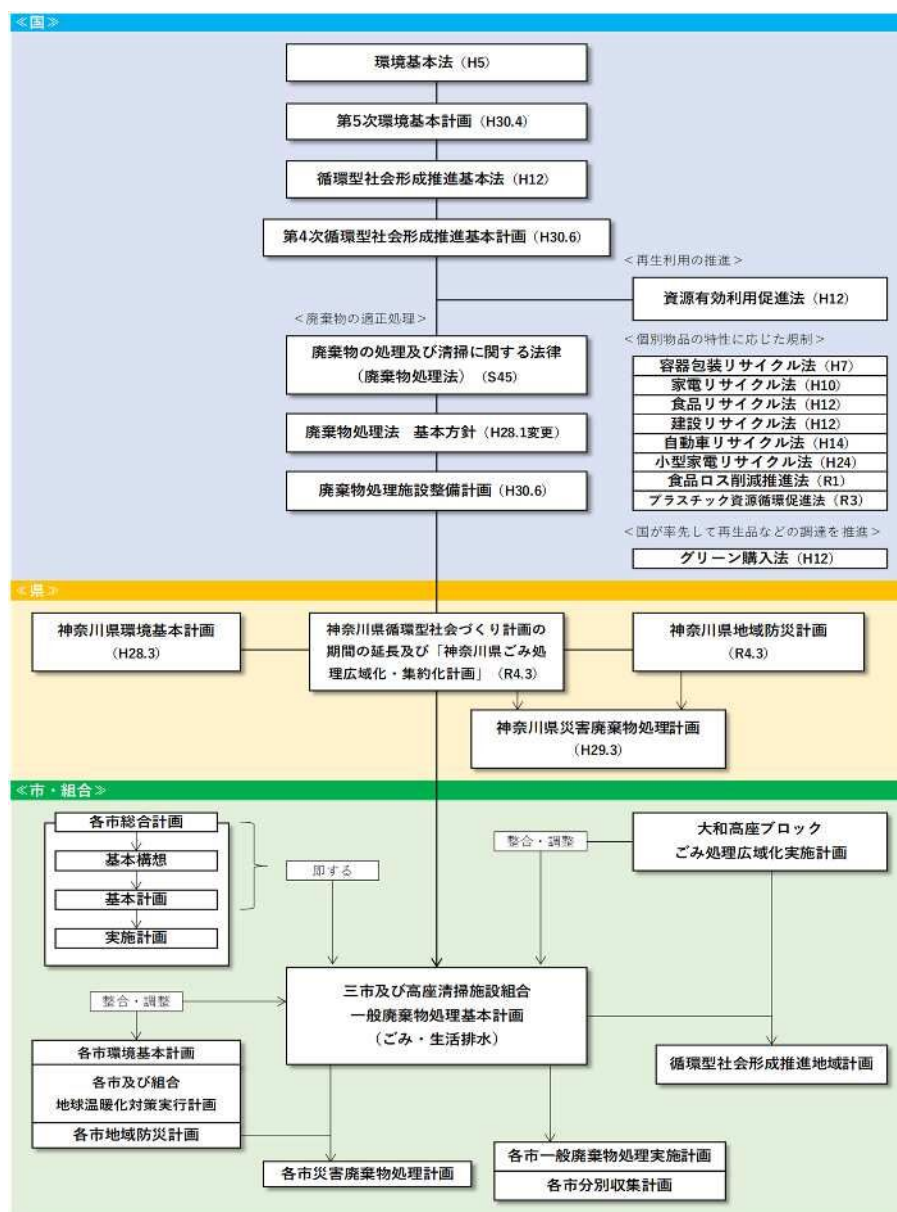 ≪国≫
環境基本法（H5）
第5次環境基本計画（H30.4）
循環型社会形成推進基本法（H12）
第4次循環型社会形成推進基本計画（H30.6）
＜再生利用の推進＞
資源有効利用促進法（H12）
＜廃棄物の適正処理＞
廃棄物の処理及び清掃に関する法律
（廃棄物処理法）（S45）
廃棄物処理法　基本方針（H28.1変更）
廃棄物処理施設整備計画（H30.6）
＜個別物品の特性に応じた規制＞
容器包装リサイクル法（H7）
家電リサイクル法（H10）
食品リサイクル法（H12）
建設リサイクル法（H12）
自動車リサイクル法（H14）
小型家電リサイクル法（H24）
食品ロス削減推進法（R1）
プラスチック資源循環促進法（R3）
＜国が率先して再生品などの調達を推進＞
グリーン購入法（H12）
≪県≫
神奈川県環境基本計画
（H28.3）
神奈川県循環型社会づくり計画の
期間の延長及び「神奈川県ごみ処
理広域化・集約化計画」（R4.3）
神奈川県地域防災計画
（R4.3）
神奈川県災害廃棄物処理計画
（H29.3）
≪市・組合≫
各市総合計画
基本構想
基本計画
実施計画
即する
整合・調整
大和高座ブロック
ごみ処理広域化実施計画
三市及び高座清掃施設組合
一般廃棄物処理基本計画
（ごみ・生活排水）
整合・調整
各市環境基本計画
各市及び組合
地球温暖化対策実行計画
各市地域防災計画
循環型社会形成推進地域計画
各市災害廃棄物処理計画
各市一般廃棄物処理実施計画
各市分別収集計画